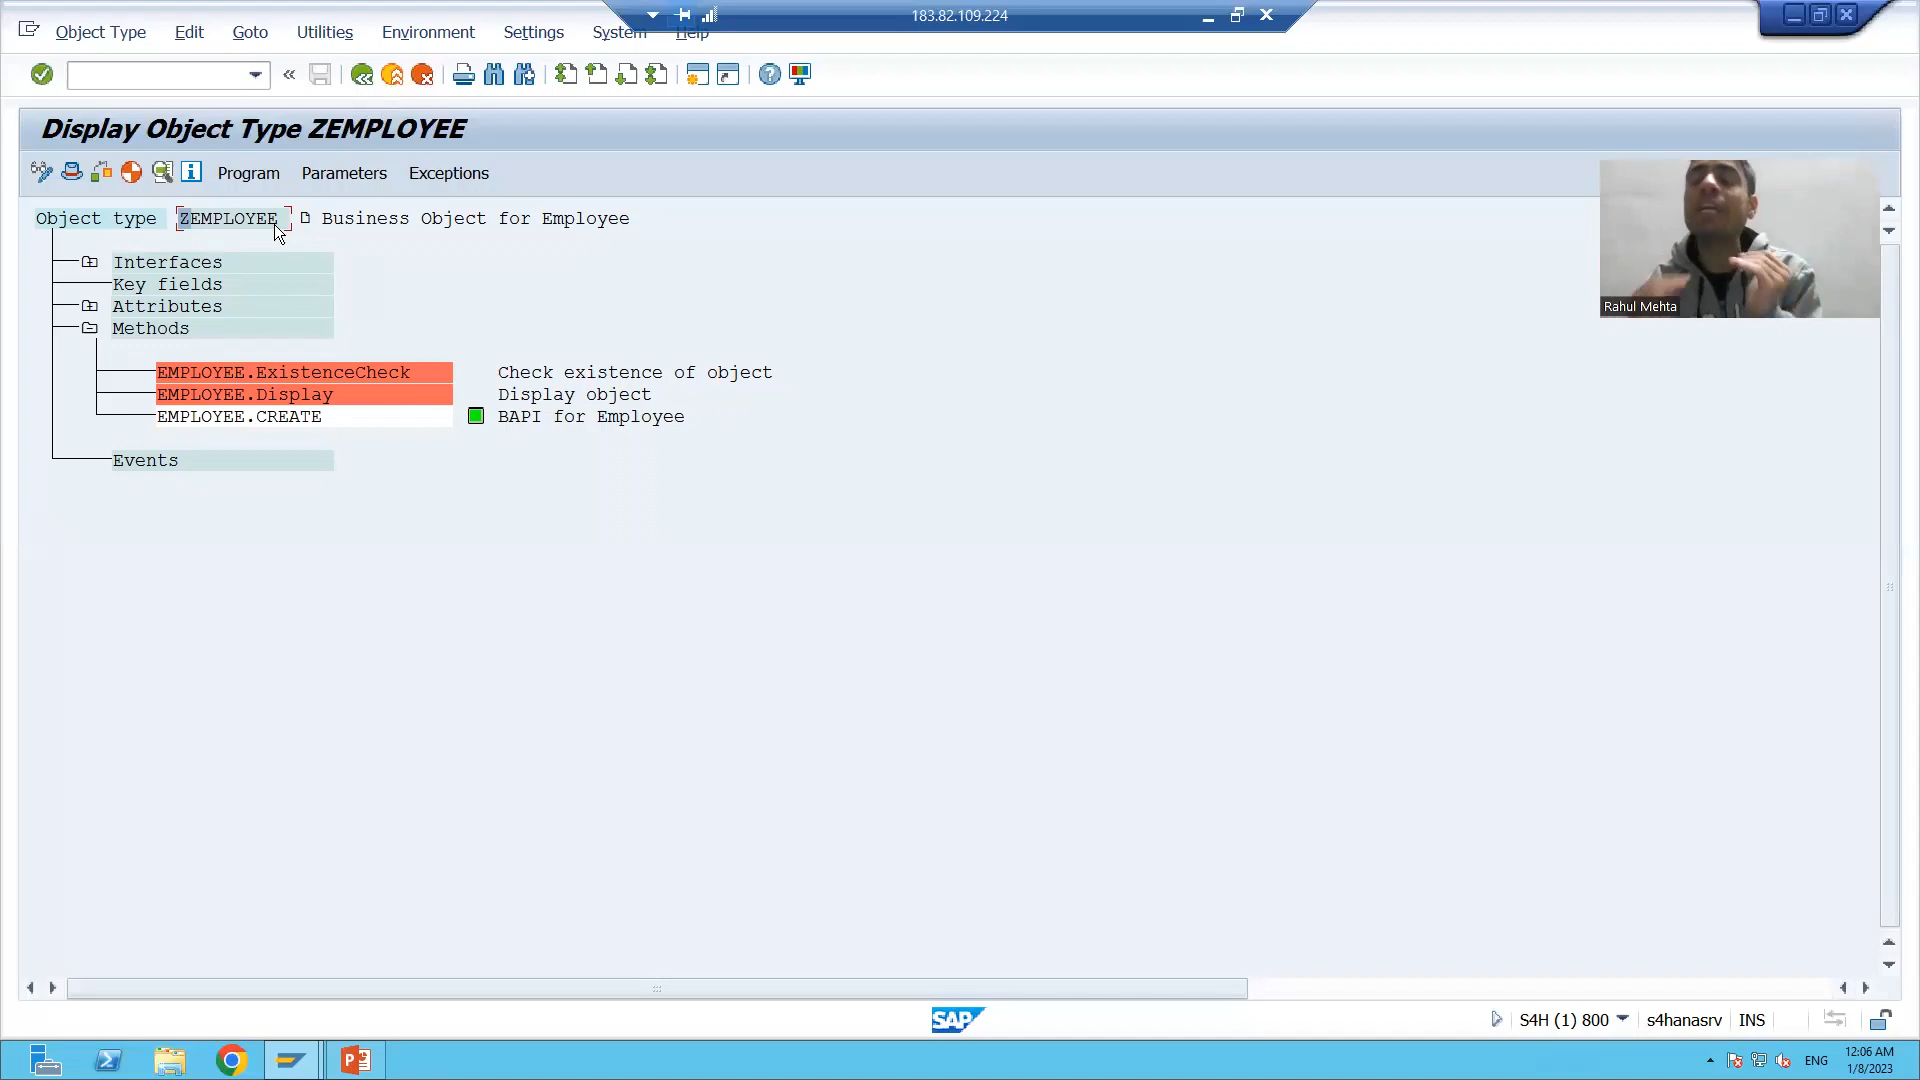 183.82.109.224
Object Type Edit Goto Utilities Environment Settings System Help
Display Object Type ZEMPLOYEE
Program Parameters Exceptions
Object type ZEMPLOYEE Business Object for Employee
Interfaces
Key fields
Attributes
Methods
EMPLOYEE.ExistenceCheck Check existence of object
EMPLOYEE.Display Display object
EMPLOYEE.CREATE BAPI for Employee
Events
Rahul Mehta
SAP
S4H (1) 800 s4hanasrv INS
ENG
12:06 AM
1/8/2023